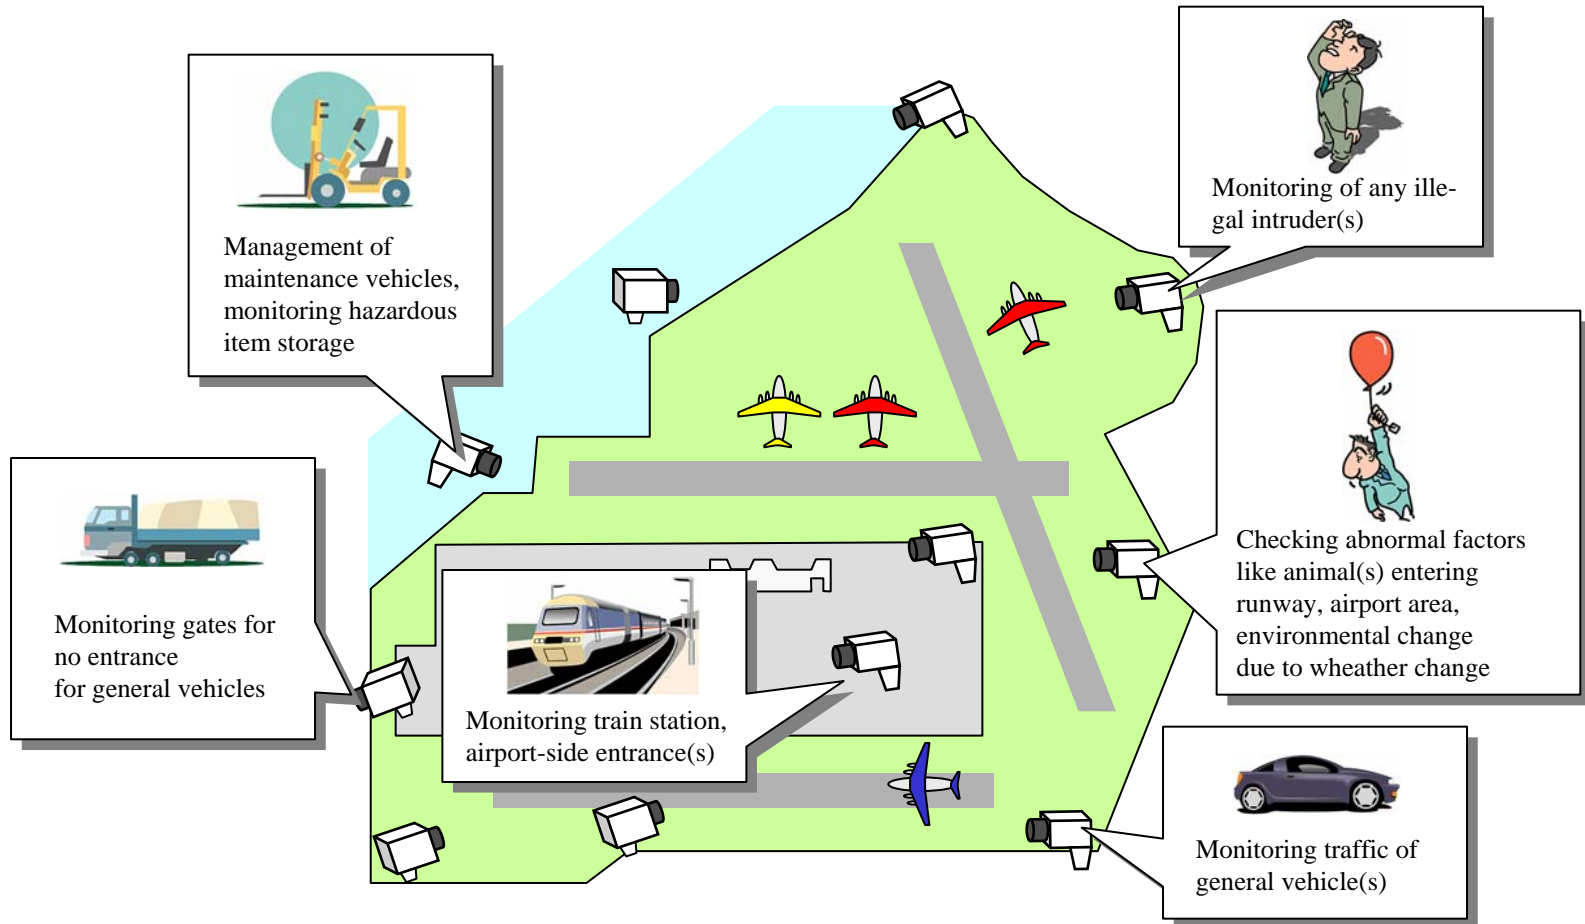 Management of
maintenance vehicles,
monitoring hazardous
item storage
Monitoring of any ille-
gal intruder(s)
Monitoring gates for
no entrance
for general vehicles
Checking abnormal factors
like animal(s) entering
runway, airport area,
environmental change
due to wheather change
Monitoring train station,
airport-side entrance(s)
Monitoring traffic of
general vehicle(s)